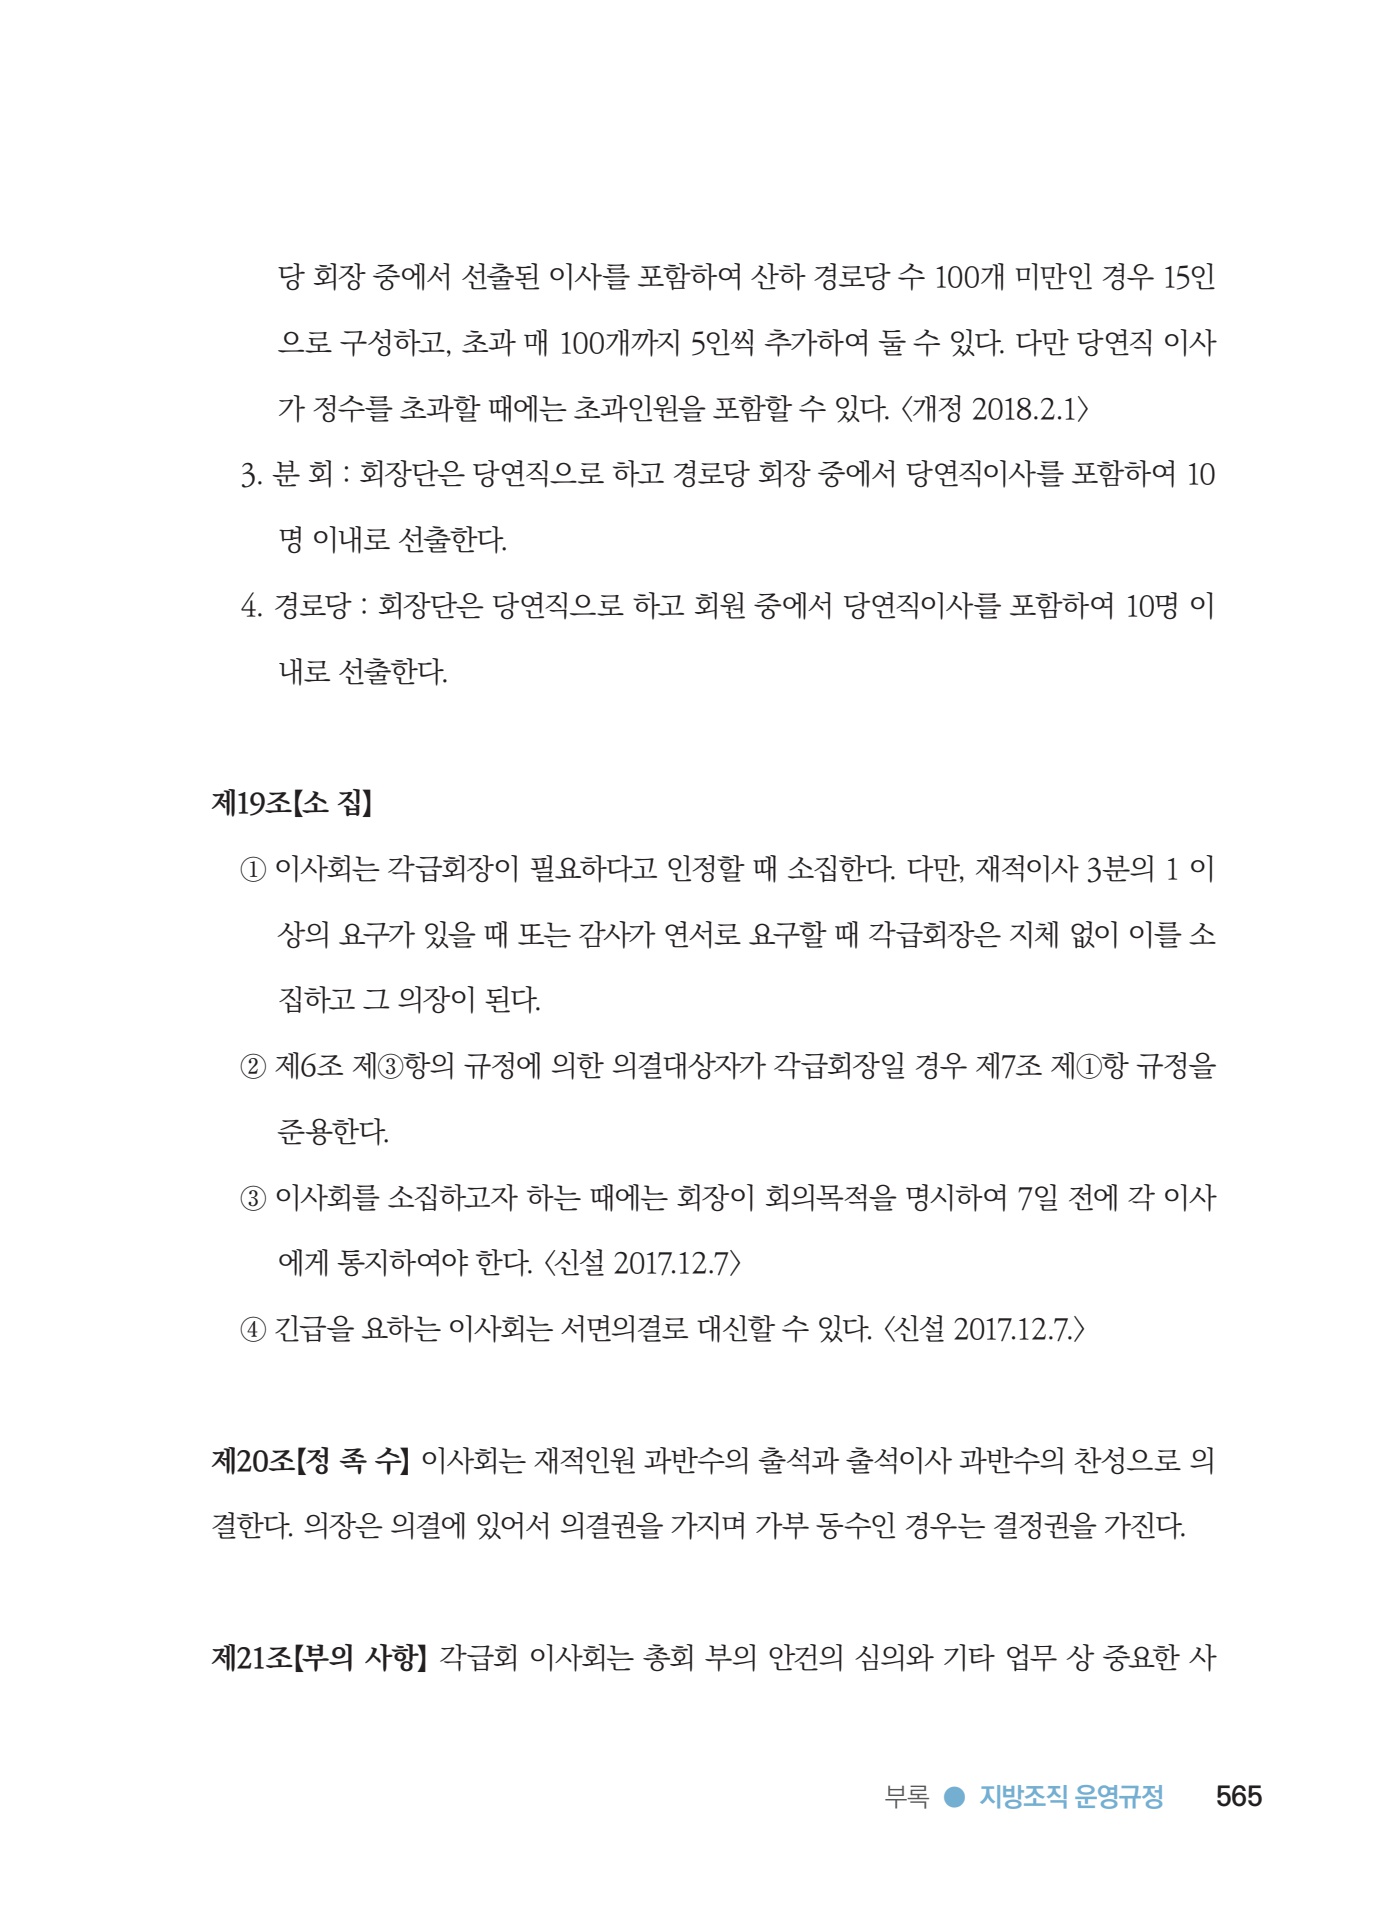 당 회장 중에서 선출된 이사를 포함하여 산하 경로당 수 100개 미만인 경우 15인
으로 구성하고, 초과 매 100개까지 5인씩 추가하여 둘 수 있다. 다만 당연직 이사
가 정수를 초과할 때에는 초과인원을 포함할 수 있다. 〈개정 2018.2.1〉
3. 분 회 : 회장단은 당연직으로 하고 경로당 회장 중에서 당연직이사를 포함하여 10
명 이내로 선출한다.
4. 경로당 : 회장단은 당연직으로 하고 회원 중에서 당연직이사를 포함하여 10명 이
내로 선출한다.
제19조【소 집】
① 이사회는 각급회장이 필요하다고 인정할 때 소집한다. 다만, 재적이사 3분의 1 이
상의 요구가 있을 때 또는 감사가 연서로 요구할 때 각급회장은 지체 없이 이를 소
집하고 그 의장이 된다.
② 제6조 제③항의 규정에 의한 의결대상자가 각급회장일 경우 제7조 제①항 규정을
준용한다.
③ 이사회를 소집하고자 하는 때에는 회장이 회의목적을 명시하여 7일 전에 각 이사
에게 통지하여야 한다. 〈신설 2017.12.7〉
④ 긴급을 요하는 이사회는 서면의결로 대신할 수 있다. 〈신설 2017.12.7.〉
제20조【정 족 수】 이사회는 재적인원 과반수의 출석과 출석이사 과반수의 찬성으로 의
결한다. 의장은 의결에 있어서 의결권을 가지며 가부 동수인 경우는 결정권을 가진다.
제21조【부의 사항】 각급회 이사회는 총회 부의 안건의 심의와 기타 업무 상 중요한 사
부록 ● 지방조직 운영규정 565